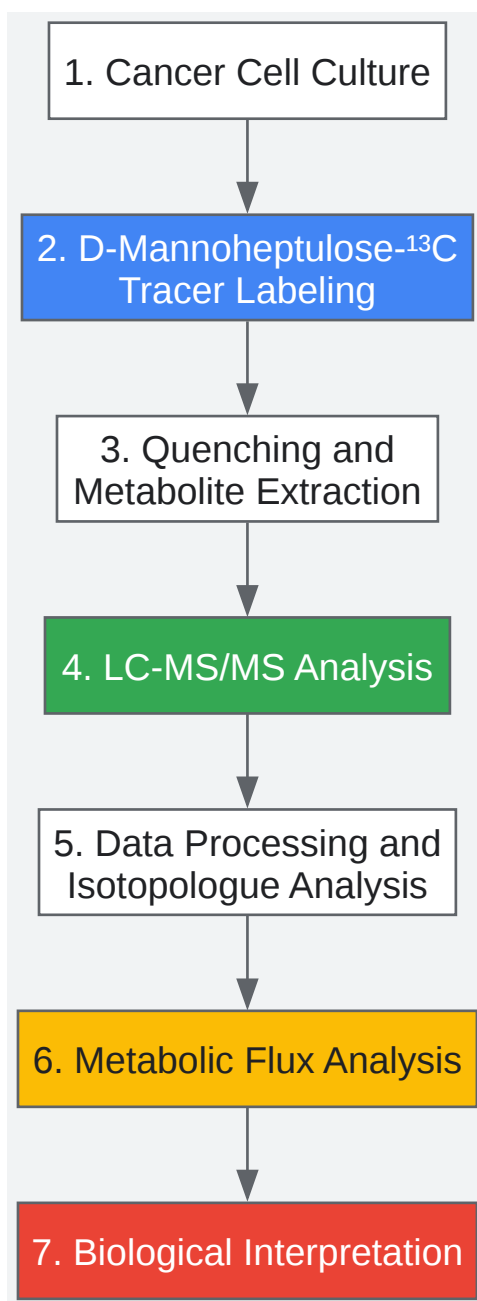 1. Cancer Cell Culture
2. D-Mannoheptulose-¹³C
Tracer Labeling
3. Quenching and
Metabolite Extraction
4. LC-MS/MS Analysis
5. Data Processing and
Isotopologue Analysis
6. Metabolic Flux Analysis
7. Biological Interpretation